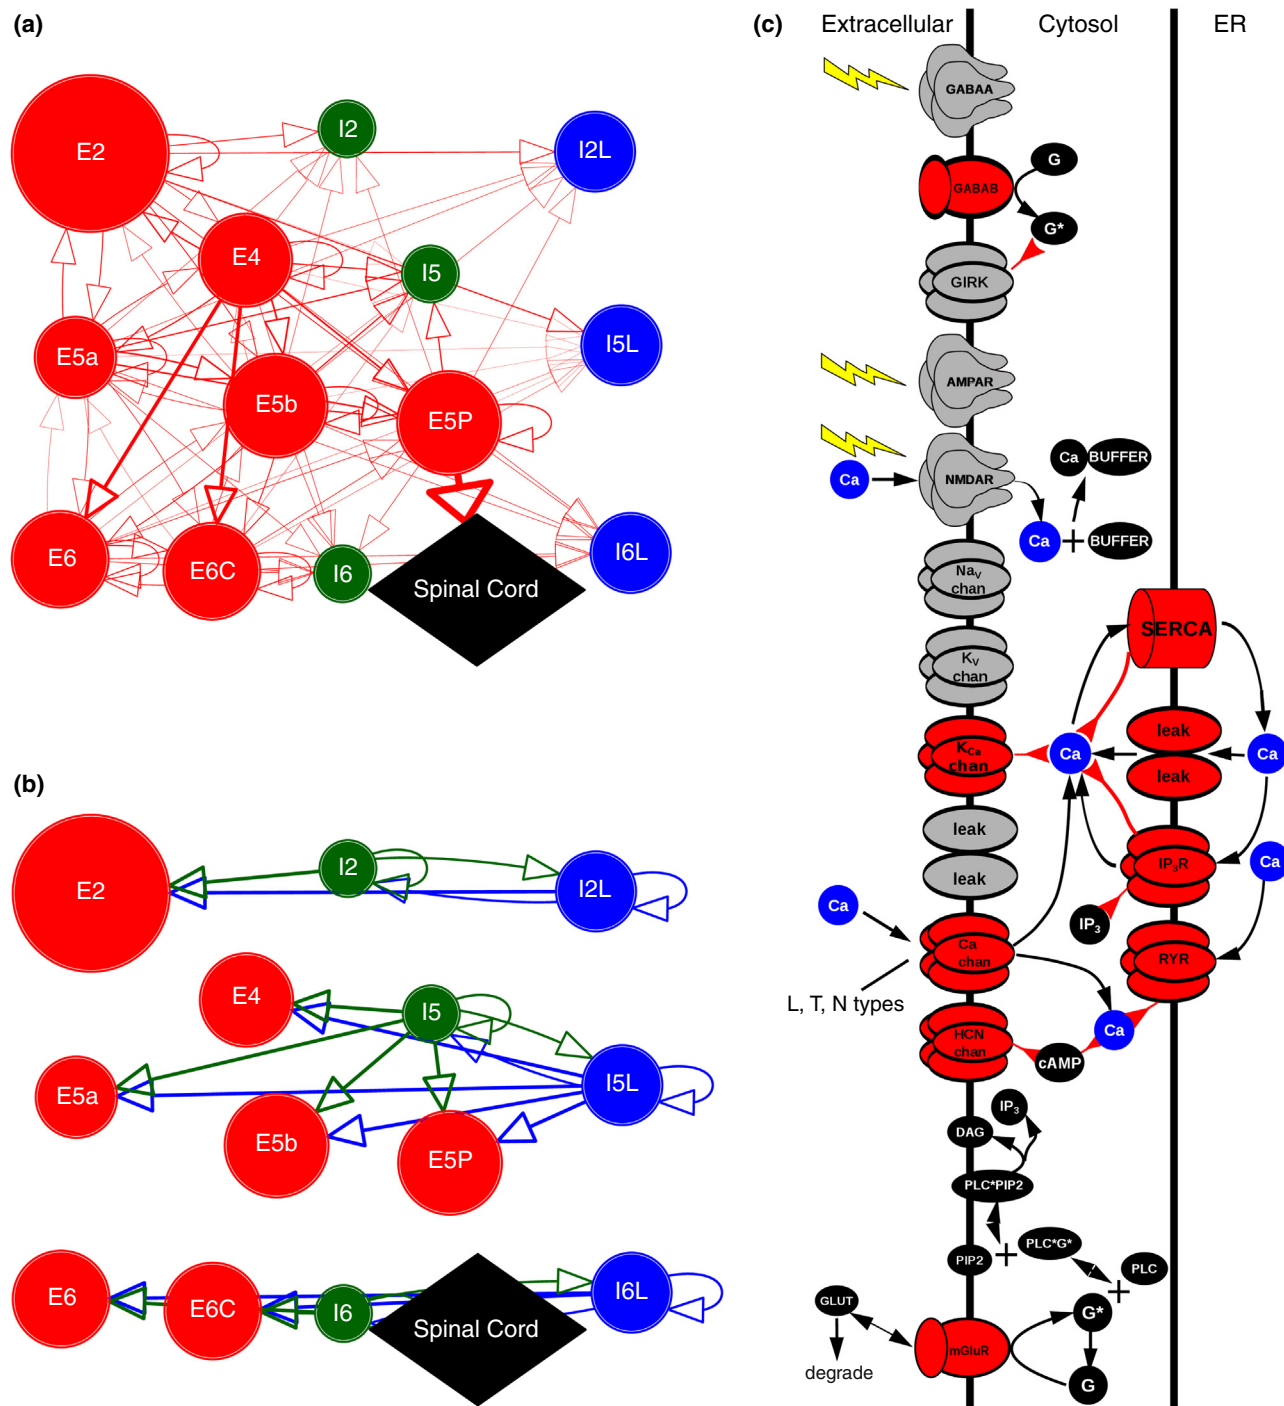 (a)
E2
I2
I2L
E4
I5
E5a
I5L
E5b
E5P
E6
E6C
I6
I6L
Spinal Cord
(b)
E2
I2
I2L
E4
I5
E5a
I5L
E5b
E5P
E6
E6C
I6
I6L
Spinal Cord
(c)
Extracellular
Cytosol
ER
GABAA
GABAB
G
G*
GIRK
AMPAR
Ca
NMDAR
Ca
BUFFER
Ca
+
BUFFER
NaV
chan
KV
chan
SERCA
KCa
chan
Ca
leak
leak
Ca
leak
leak
IP3R
Ca
IP3
Ca
Ca
chan
RYR
L, T, N types
HCN
chan
cAMP
Ca
IP3
DAG
PLC*PIP2
PIP2
+
PLC*G*
PLC
+
GLUT
degrade
mGluR
G*
G